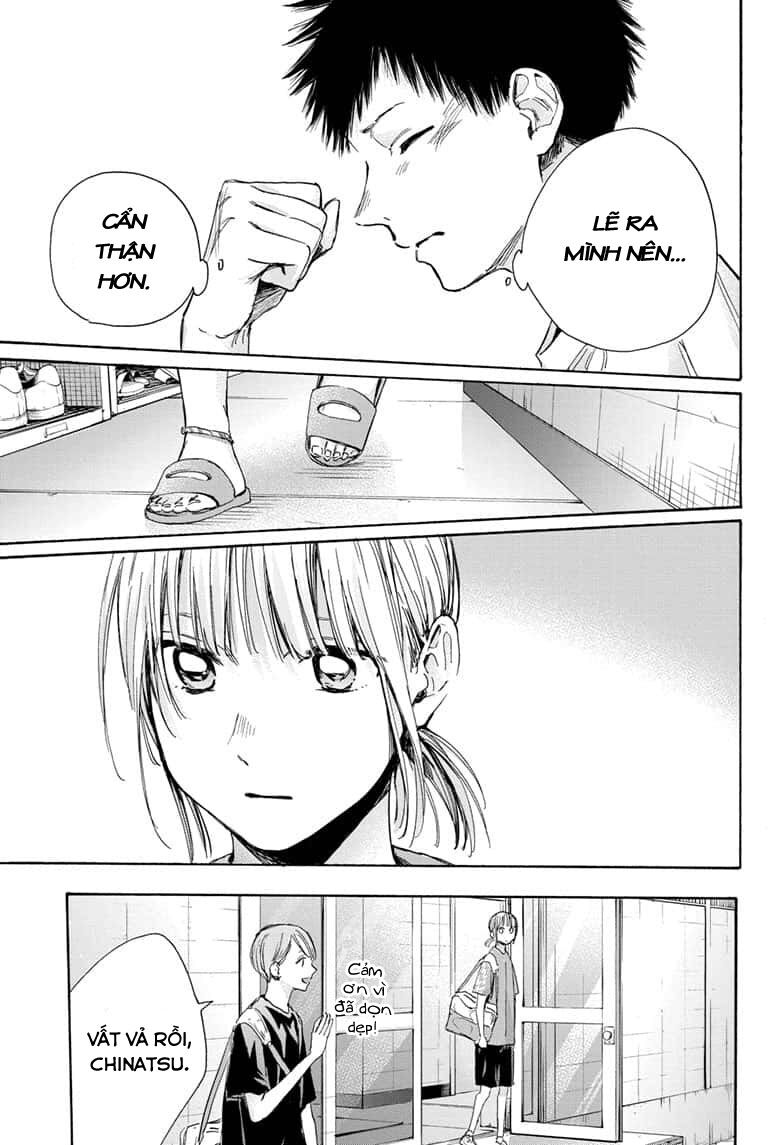 LẼ RA
MÌNH NÊN...
CẨN
THẬN
HƠN.
Cảm
ơn vì
đã dọn
dẹp!
VẤT VẢ RỒI,
CHINATSU.